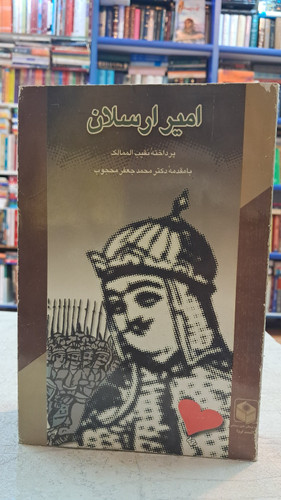 امیر ارسلان
پرداختهٔ نقیب الممالک
با مقدمه دکتر محمد جعفر محجوب